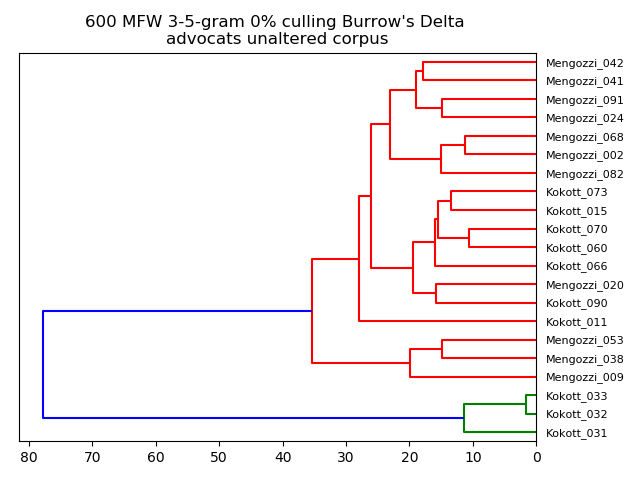 600 MFW 3-5-gram 0% culling Burrow's Delta
advocats unaltered corpus
Mengozzi_042
Mengozzi_041
Mengozzi_091
Mengozzi_024
Mengozzi_068
Mengozzi_002
Mengozzi_082
Kokott_073
Kokott_015
Kokott_070
Kokott_060
Kokott_066
Mengozzi_020
Kokott_090
Kokott_011
Mengozzi_053
Mengozzi_038
Mengozzi_009
Kokott_033
Kokott_032
Kokott_031
80 70 60 50 40 30 20 10 0